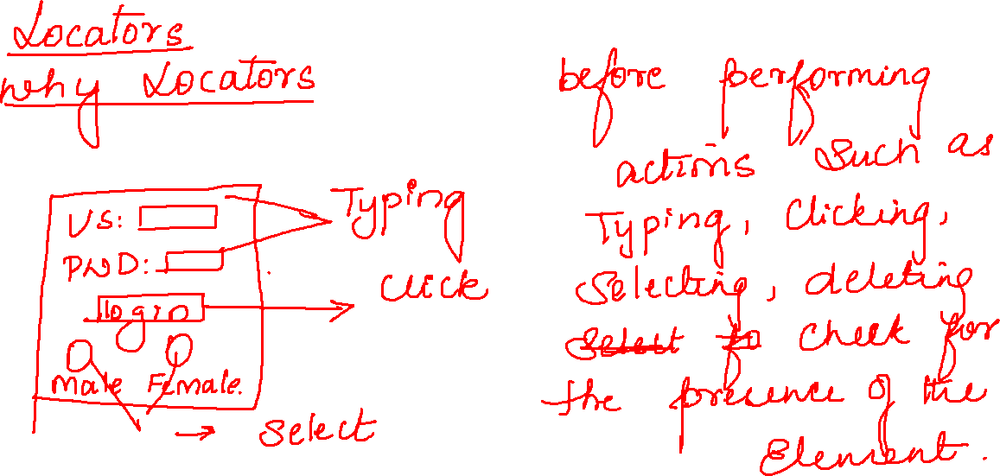 Locators
why Locators
US:
PWD:
login
Male Female.
Typing
click
→ Select
before performing
actions such as
Typing, Clicking,
Selecting, deleting
Select to check for
the presence of the
Element.